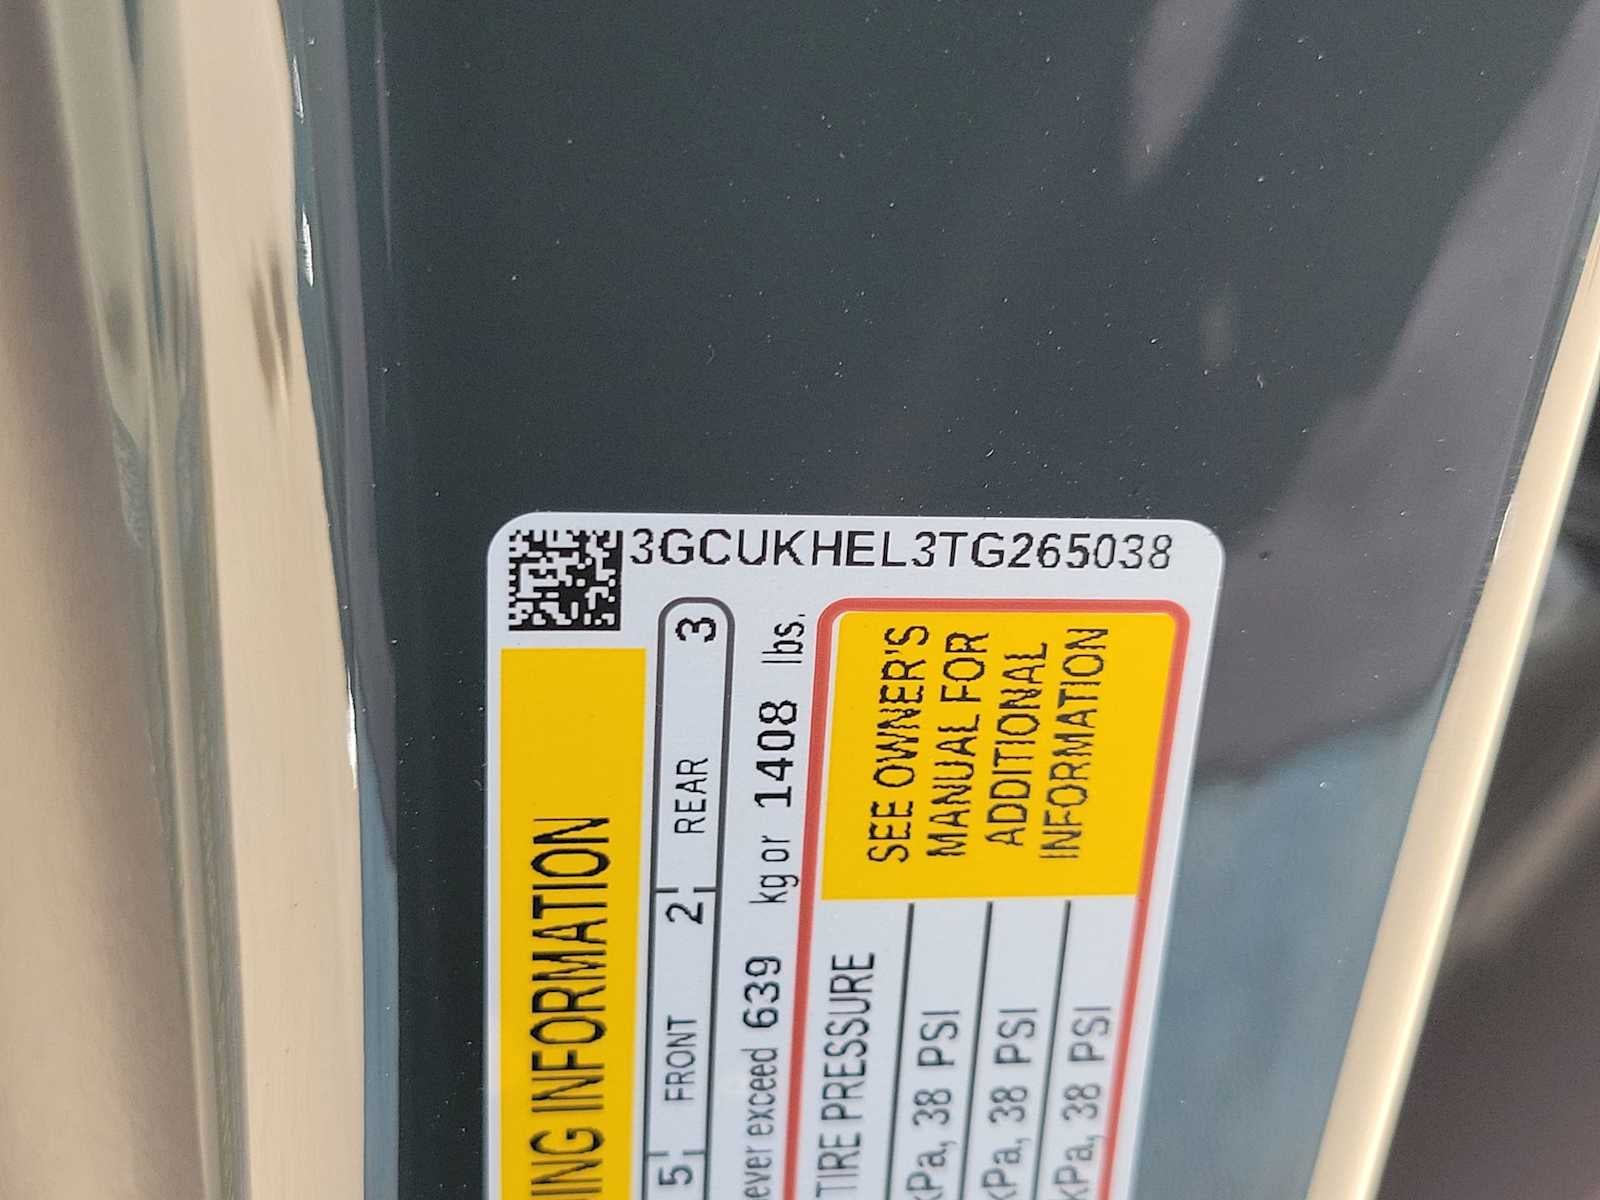 3GCUKHEL3TG265038
ING INFORMATION
5 FRONT 2 REAR 3
ever exceed 639 kg or 1408 lbs.
TIRE PRESSURE
kPa, 38 PSI
kPa, 38 PSI
kPa, 38 PSI
SEE OWNER'S
MANUAL FOR
ADDITIONAL
INFORMATION